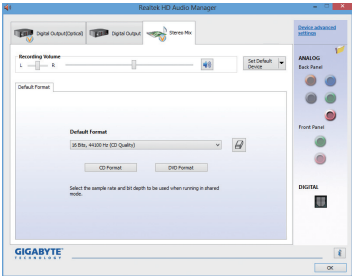 Realtek HD Audio Manager
Digital Output(Optical)
Digital Output
Stereo Mix
Device advanced
settings
Recording Volume
L
R
Set Default
Device
ANALOG
Back Panel
Default Format
Default Format
16 Bits, 44100 Hz (CD Quality)
CD Format
DVD Format
Front Panel
Select the sample rate and bit depth to be used when running in shared
mode.
DIGITAL
GIGABYTE™
TECHNOLOGY
OK